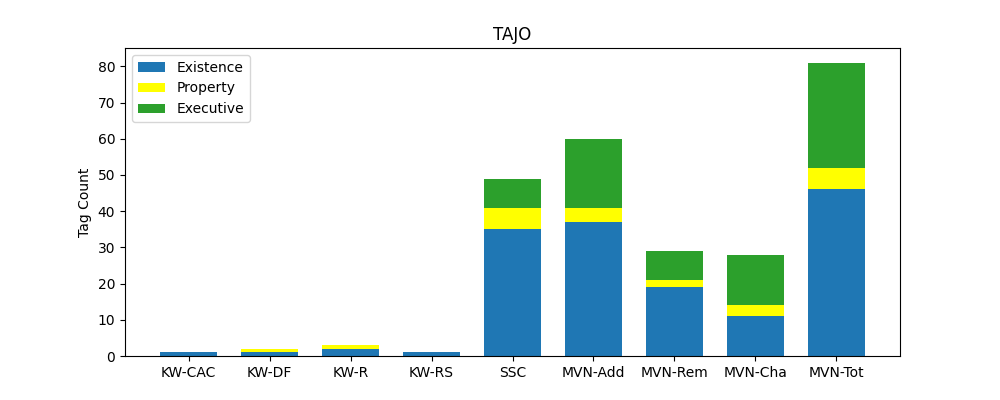 TAJO
Existence
Property
Executive
Tag Count
80
70
60
50
40
30
20
10
0
KW-CAC KW-DF KW-R KW-RS SSC MVN-Add MVN-Rem MVN-Cha MVN-Tot